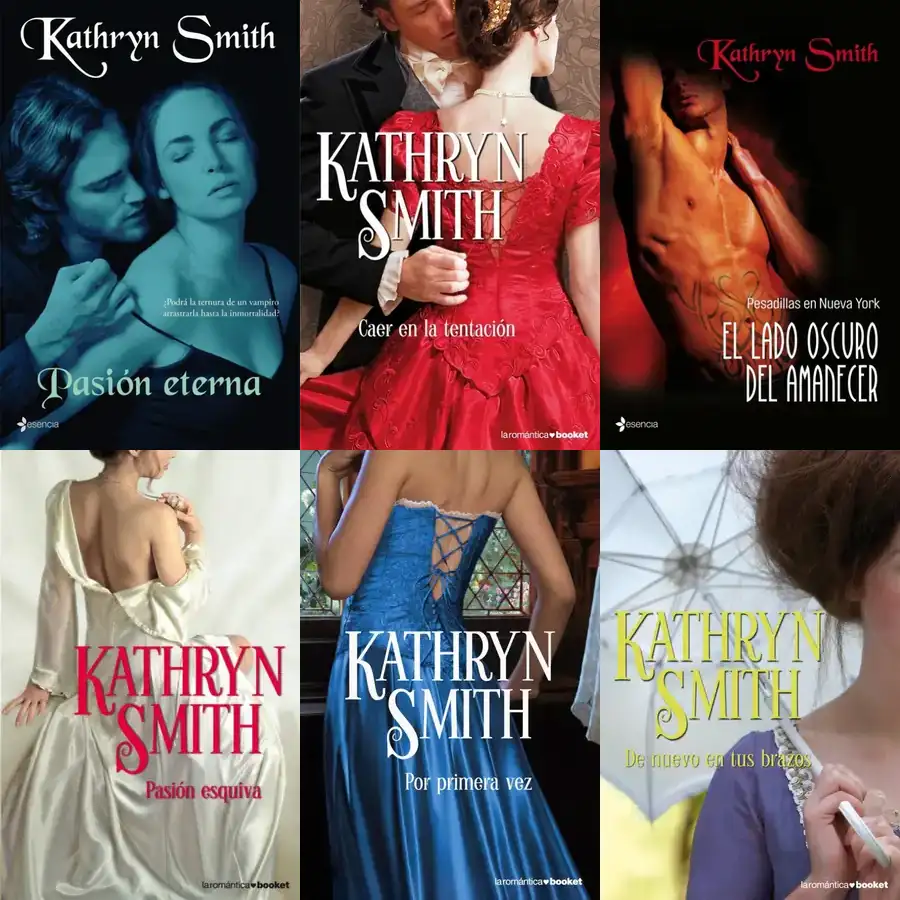 Kathryn Smith
¿Podrá la ternura de un vampiro
arrastrarla hasta la inmortalidad?
Pasión eterna
esencia
KATHRYN
SMITH
Caer en la tentación
laromántica♥booket
Kathryn Smith
Pesadillas en Nueva York
EL LADO OSCURO
DEL AMANECER
esencia
KATHRYN
SMITH
Pasión esquiva
laromántica♥booket
KATHRYN
SMITH
Por primera vez
laromántica♥booket
KATHRYN
SMITH
De nuevo en tus brazos
laromántica♥booket